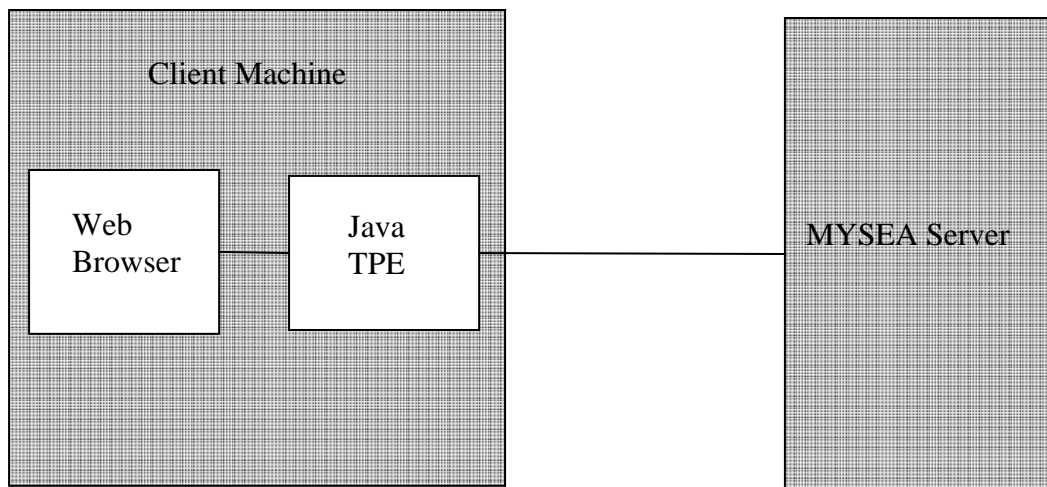 Client Machine
Web
Browser
Java
TPE
MYSEA Server